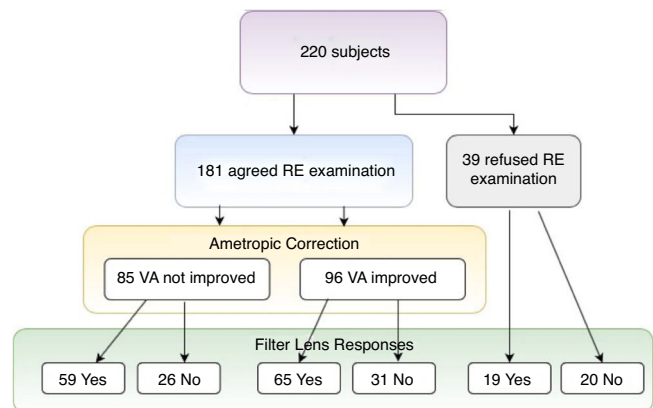 220 subjects
181 agreed RE examination
39 refused RE
examination
Ametropic Correction
85 VA not improved
96 VA improved
Filter Lens Responses
59 Yes
26 No
65 Yes
31 No
19 Yes
20 No